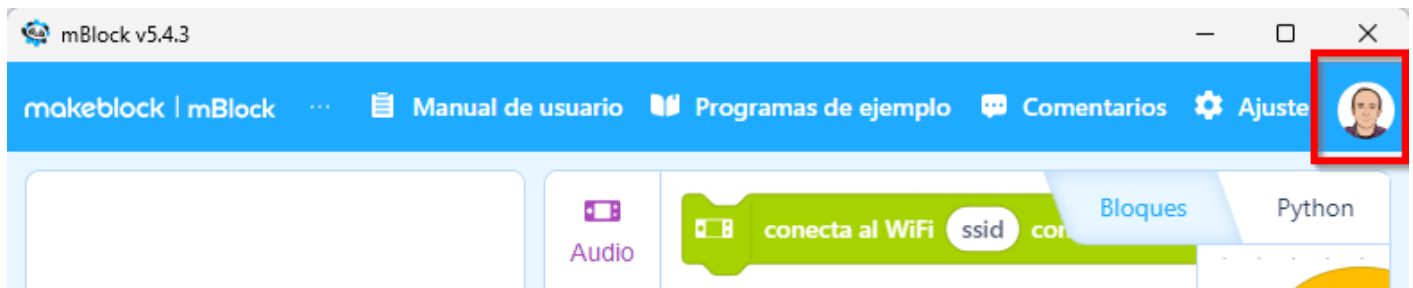 mBlock v5.4.3
makeblock | mBlock ··· Manual de usuario Programas de ejemplo Comentarios Ajuste
Bloques Python
conecta al WiFi ssid
Audio